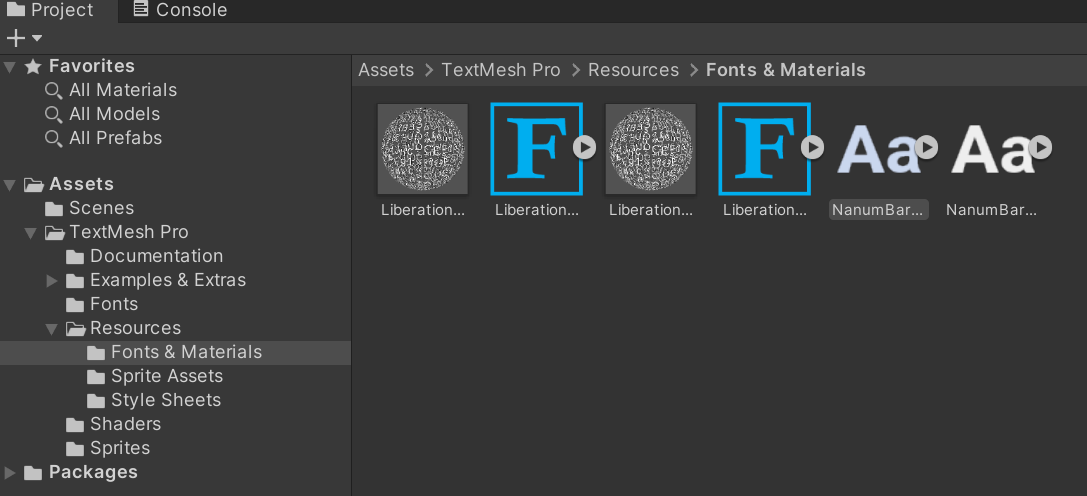 Project
Console
Favorites
All Materials
All Models
All Prefabs
Assets
Scenes
TextMesh Pro
Documentation
Examples & Extras
Fonts
Resources
Fonts & Materials
Sprite Assets
Style Sheets
Shaders
Sprites
Packages
Assets > TextMesh Pro > Resources > Fonts & Materials
F
F
Aa
Aa
Liberation...
Liberation...
Liberation...
Liberation...
NanumBar...
NanumBar...